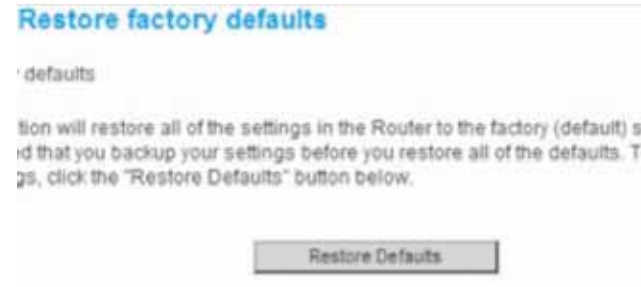 Restore factory defaults
defaults
tion will restore all of the settings in the Router to the factory (default) s
d that you backup your settings before you restore all of the defaults. T
gs, click the "Restore Defaults" button below.
Restore Defaults